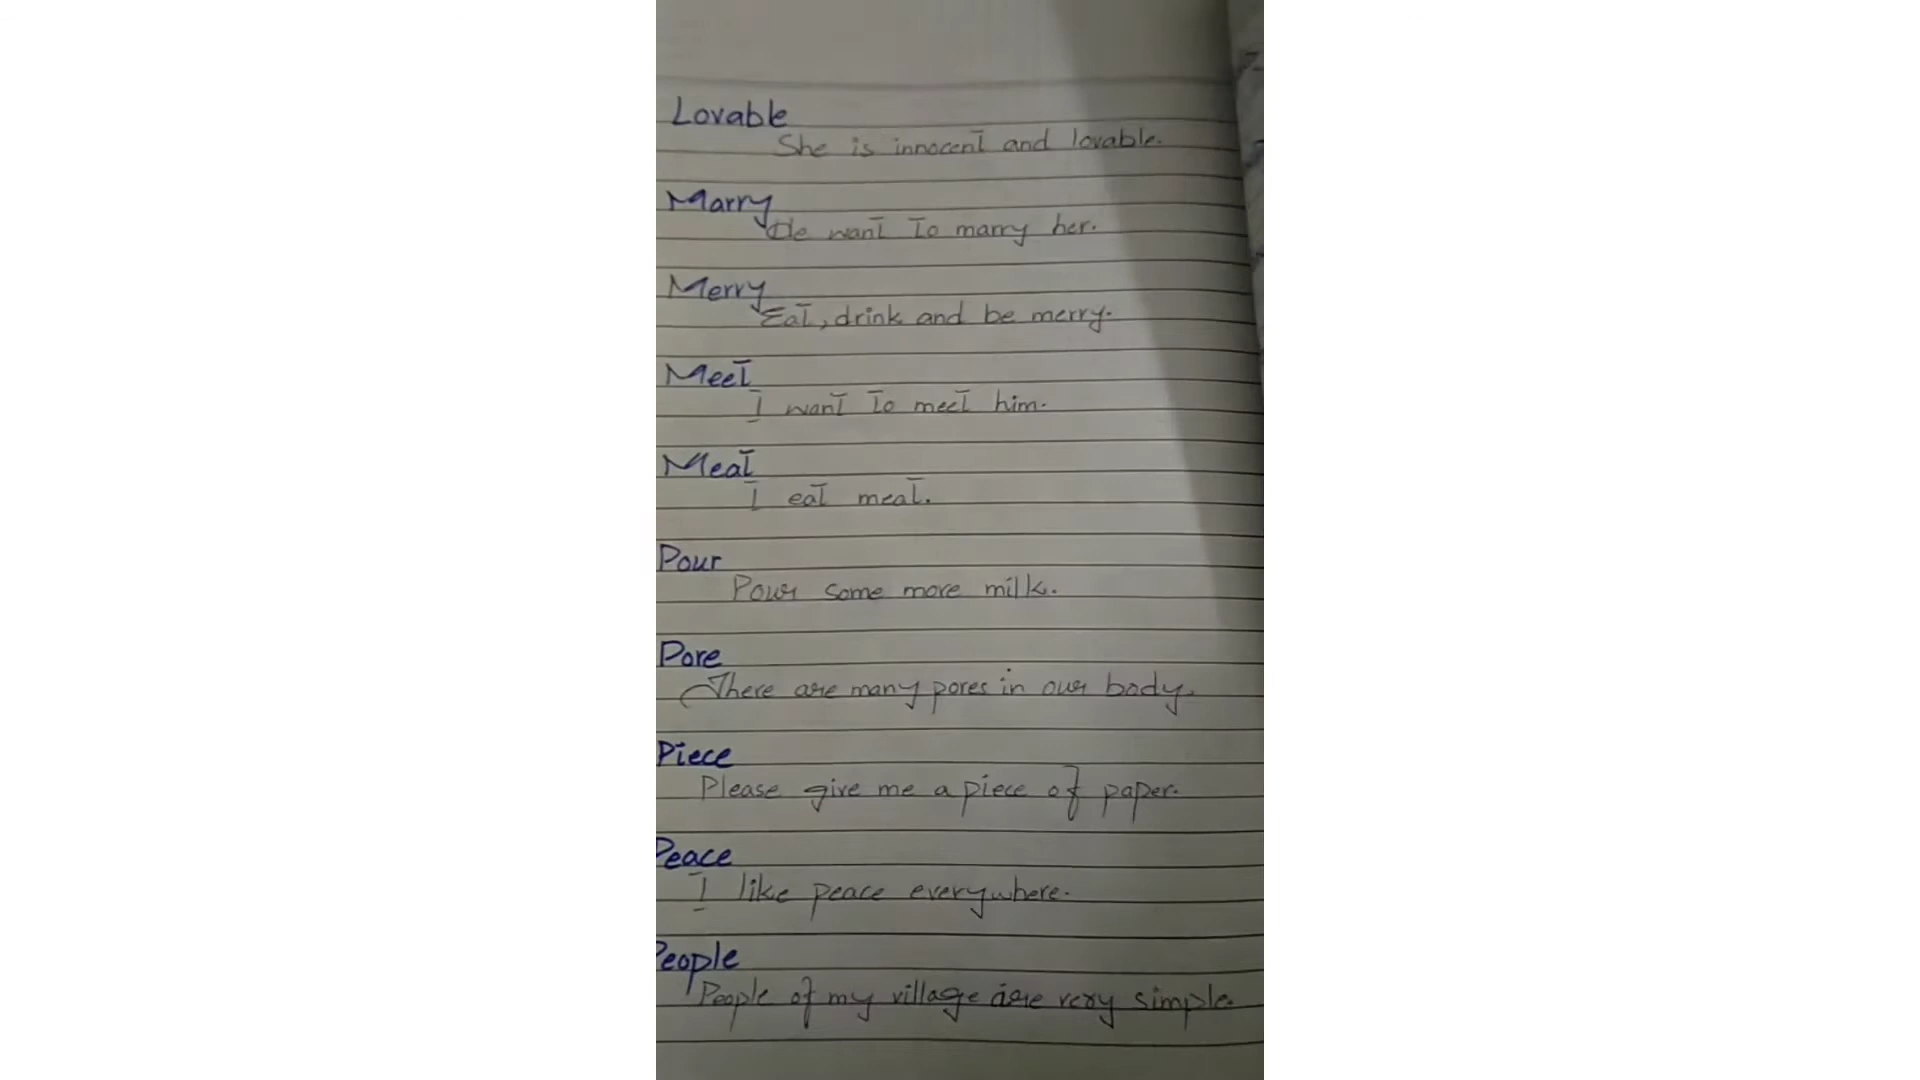 Lovable
She is innocent and lovable.
Marry
He want to marry her.
Merry
Eat, drink and be merry.
Meet
I want to meet him.
Meat
I eat meat.
Pour
Pour some more milk.
Pore
There are many pores in our body.
Piece
Please give me a piece of paper.
Peace
I like peace everywhere.
People
People of my village are very simple.